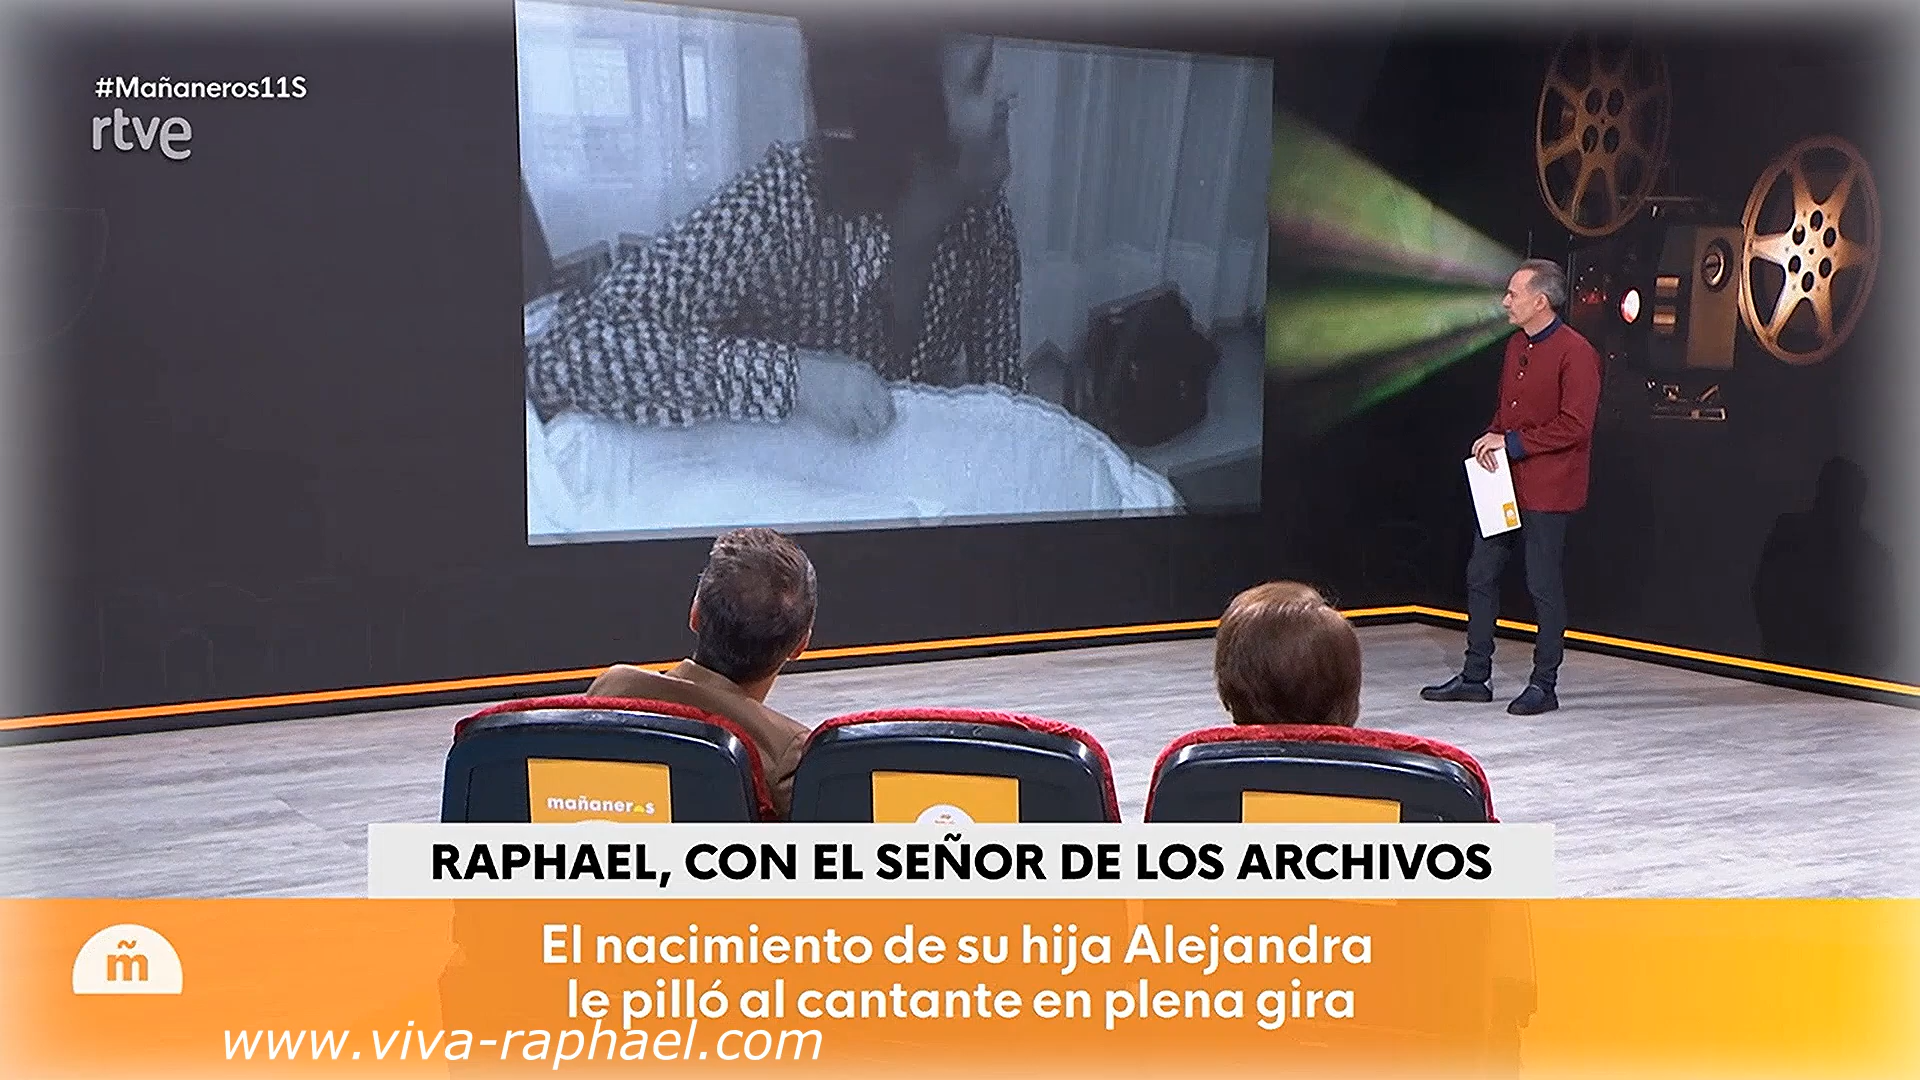 #Mañaneros11S
rtve
mañaneros
RAPHAEL, CON EL SEÑOR DE LOS ARCHIVOS
El nacimiento de su hija Alejandra
le pilló al cantante en plena gira
m̃
www.viva-raphael.com